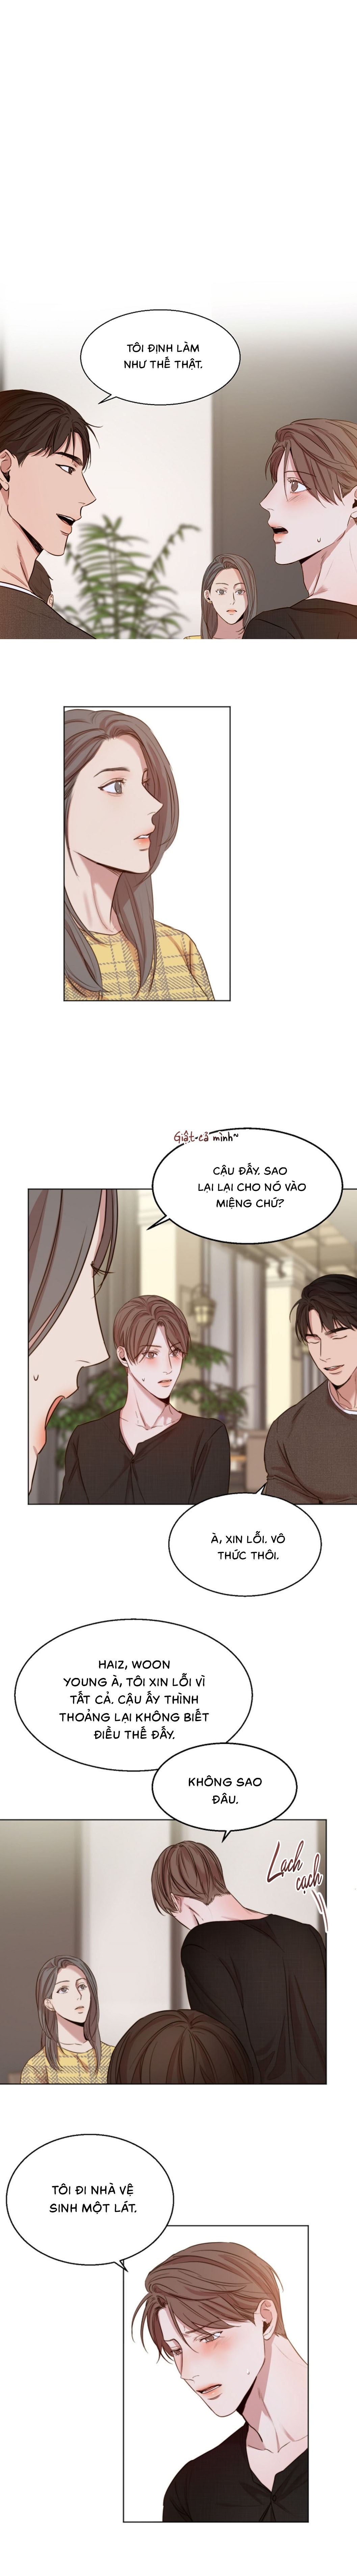 TÔI ĐỊNH LÀM
NHƯ THẾ THẬT.
Giật cả mình~
CẬU ĐẤY. SAO
LẠI LẠI CHO NÓ VÀO
MIỆNG CHỨ?
À, XIN LỖI. VÔ
THỨC THÔI.
HAIZ, WOON
YOUNG À, TÔI XIN LỖI VÌ
TẤT CẢ. CẬU ẤY THỈNH
THOẢNG LẠI KHÔNG BIẾT
ĐIỀU THẾ ĐẤY.
KHÔNG SAO
ĐÂU.
Lạch
cạch
TÔI ĐI NHÀ VỆ
SINH MỘT LÁT.